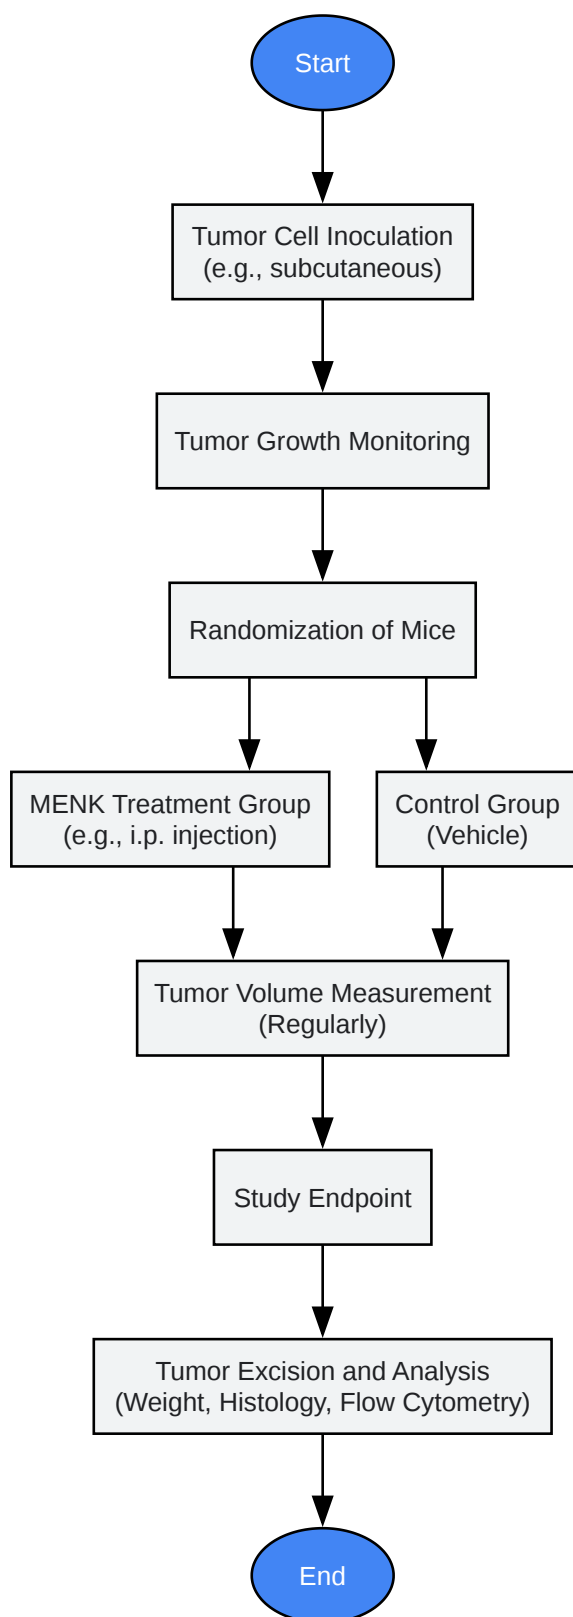 Start
Tumor Cell Inoculation
(e.g., subcutaneous)
Tumor Growth Monitoring
Randomization of Mice
MENK Treatment Group
(e.g., i.p. injection)
Control Group
(Vehicle)
Tumor Volume Measurement
(Regularly)
Study Endpoint
Tumor Excision and Analysis
(Weight, Histology, Flow Cytometry)
End